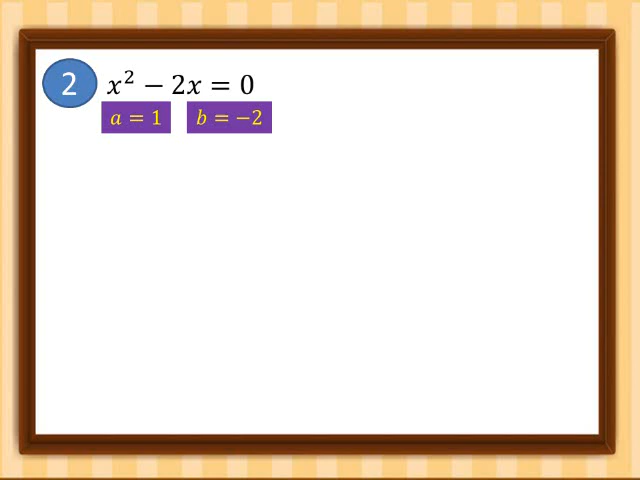 2 x² − 2x = 0
a = 1 b = −2